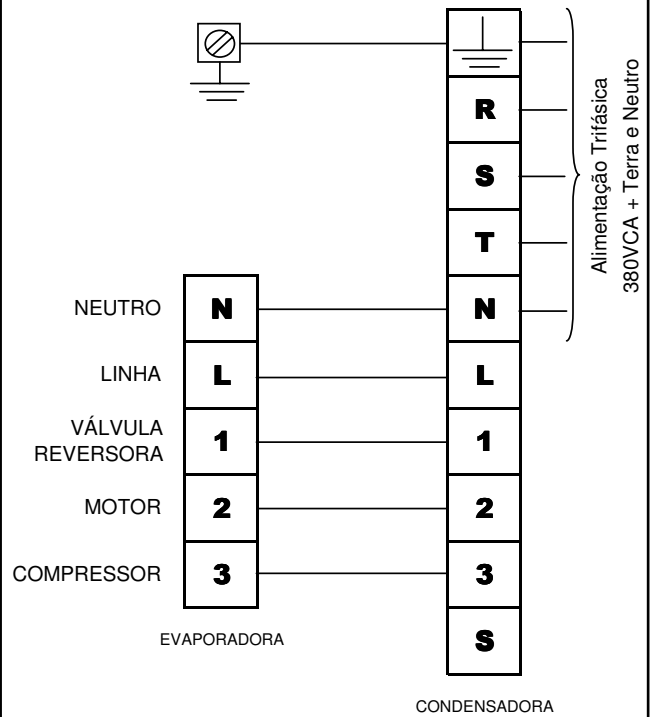 R
S
T
NEUTRO N N
LINHA L L
VÁLVULA
REVERSORA 1 1
MOTOR 2 2
COMPRESSOR 3 3
S
EVAPORADORA
CONDENSADORA
Alimentação Trifásica
380VCA + Terra e Neutro